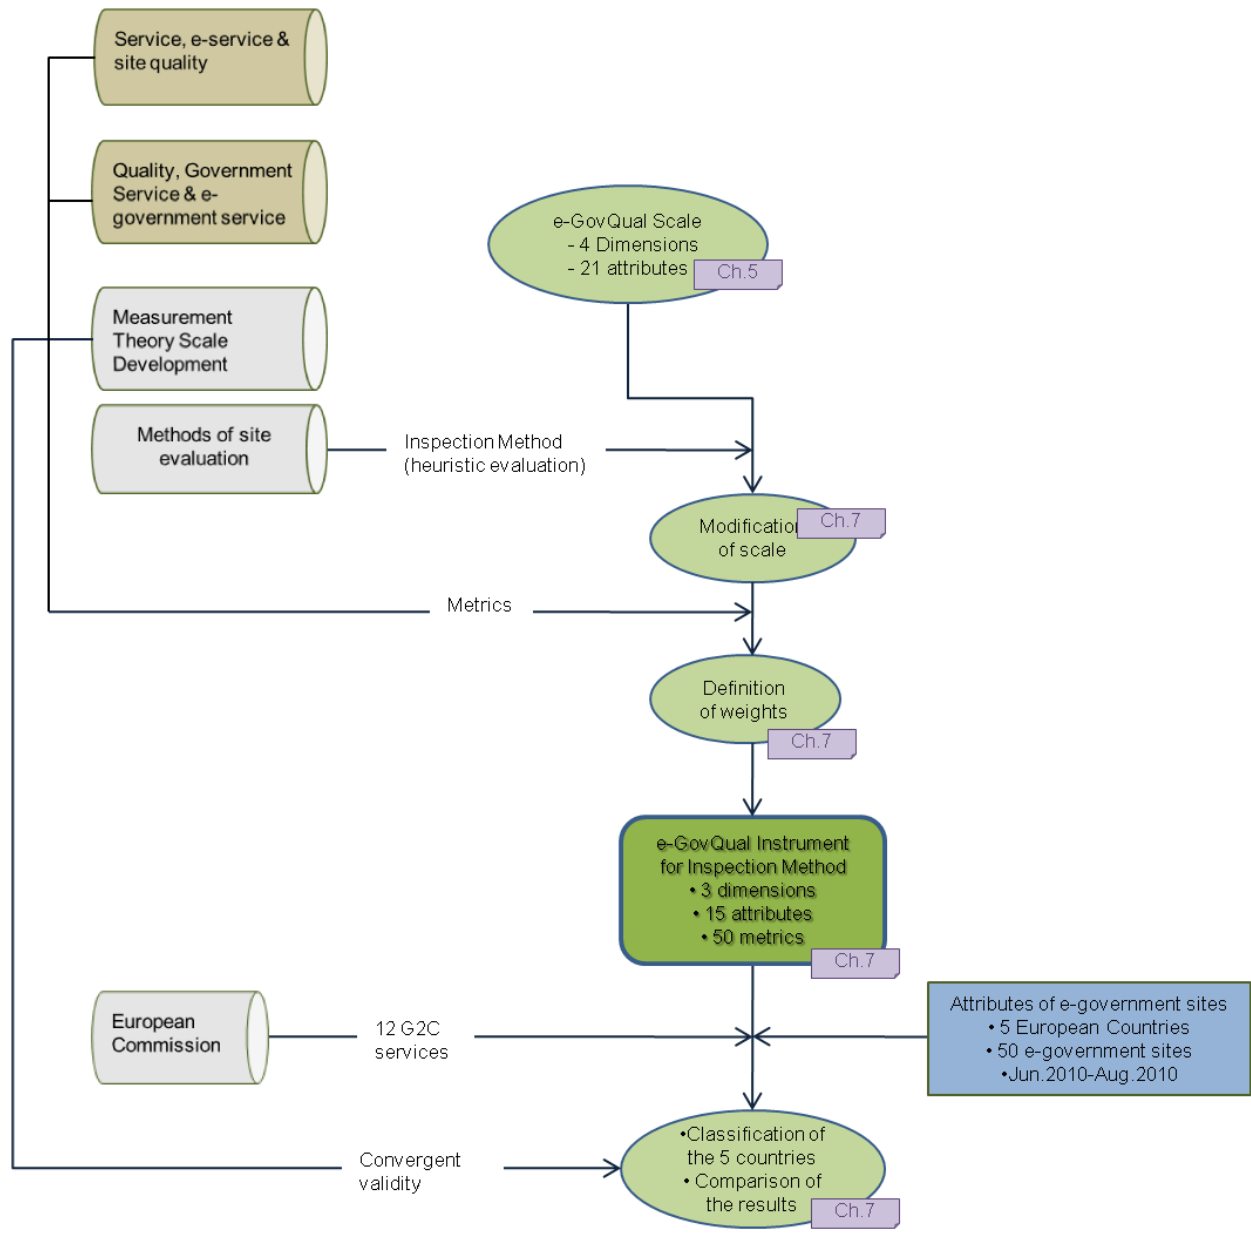 Service, e-service &
site quality
Quality, Government
Service & e-
government service
e-GovQual Scale
- 4 Dimensions
- 21 attributes
Ch.5
Measurement
Theory Scale
Development
Methods of site
evaluation
Inspection Method
(heuristic evaluation)
Modification
of scale
Ch.7
Metrics
Definition
of weights
Ch.7
e-GovQual Instrument
for Inspection Method
• 3 dimensions
• 15 attributes
• 50 metrics
Ch.7
European
Commission
12 G2C
services
Attributes of e-government sites
• 5 European Countries
• 50 e-government sites
•Jun.2010-Aug.2010
Convergent
validity
•Classification of
the 5 countries
• Comparison of
the results
Ch.7